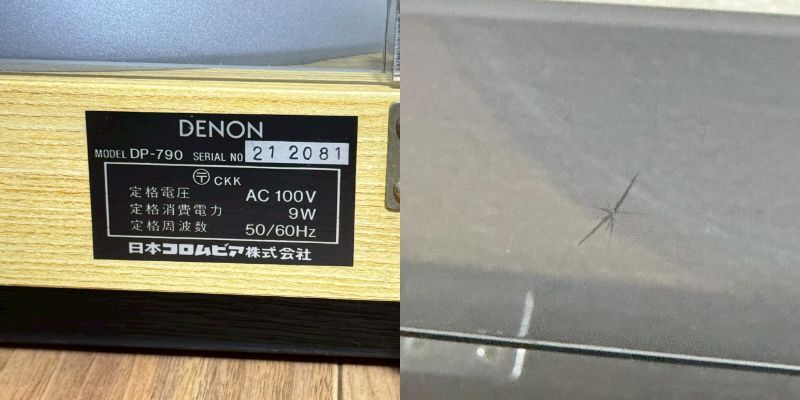 DENON
MODEL DP-790 SERIAL NO 21 2081
〒 CKK
定格電圧 AC 100V
定格消費電力 9W
定格周波数 50/60Hz
日本コロムビア株式会社